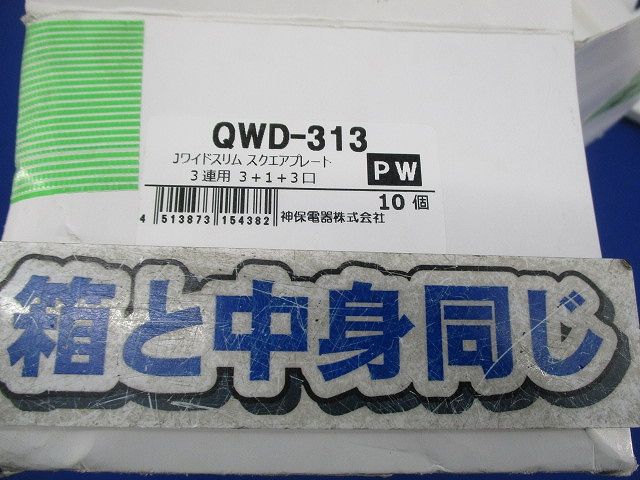 QWD-313
Jワイドスリム スクエアプレート
3連用 3+1+3口
PW
10個
4 513873 154382
神保電器株式会社
箱と中身同じ